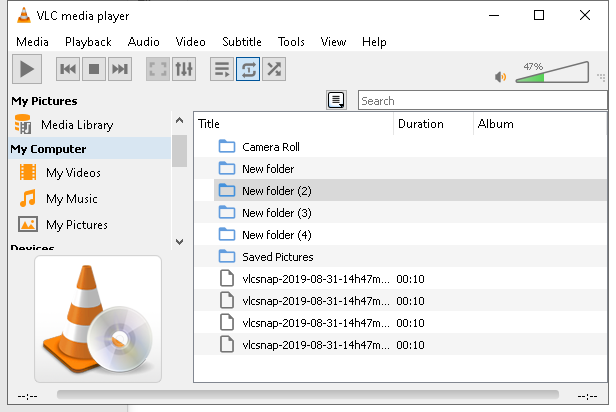 VLC media player
Media Playback Audio Video Subtitle Tools View Help
47%
My Pictures
Media Library
My Computer
My Videos
My Music
My Pictures
Devices
Search
Title Duration Album
Camera Roll
New folder
New folder (2)
New folder (3)
New folder (4)
Saved Pictures
vlcsnap-2019-08-31-14h47m... 00:10
vlcsnap-2019-08-31-14h47m... 00:10
vlcsnap-2019-08-31-14h47m... 00:10
vlcsnap-2019-08-31-14h47m... 00:10
--:-- --:--